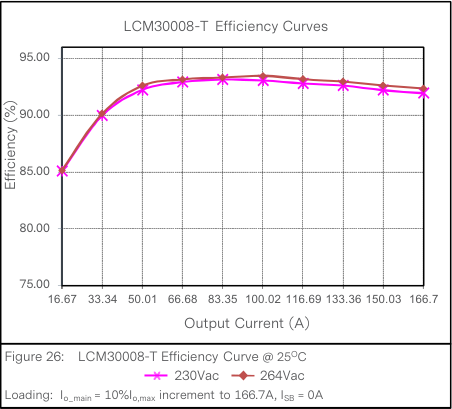 LCM30008-T Efficiency Curves
95.00
90.00
85.00
80.00
75.00
Efficiency (%)
16.67 33.34 50.01 66.68 83.35 100.02 116.69 133.36 150.03 166.7
Output Current (A)
Figure 26: LCM30008-T Efficiency Curve @ 25°C
230Vac 264Vac
Loading: Io_main = 10%Io,max increment to 166.7A, ISB = 0A